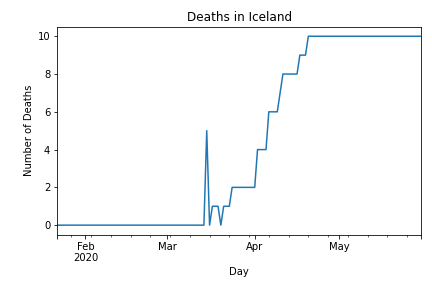 Deaths in Iceland
10
8
6
4
2
0
Number of Deaths
Feb
2020
Mar
Apr
May
Day